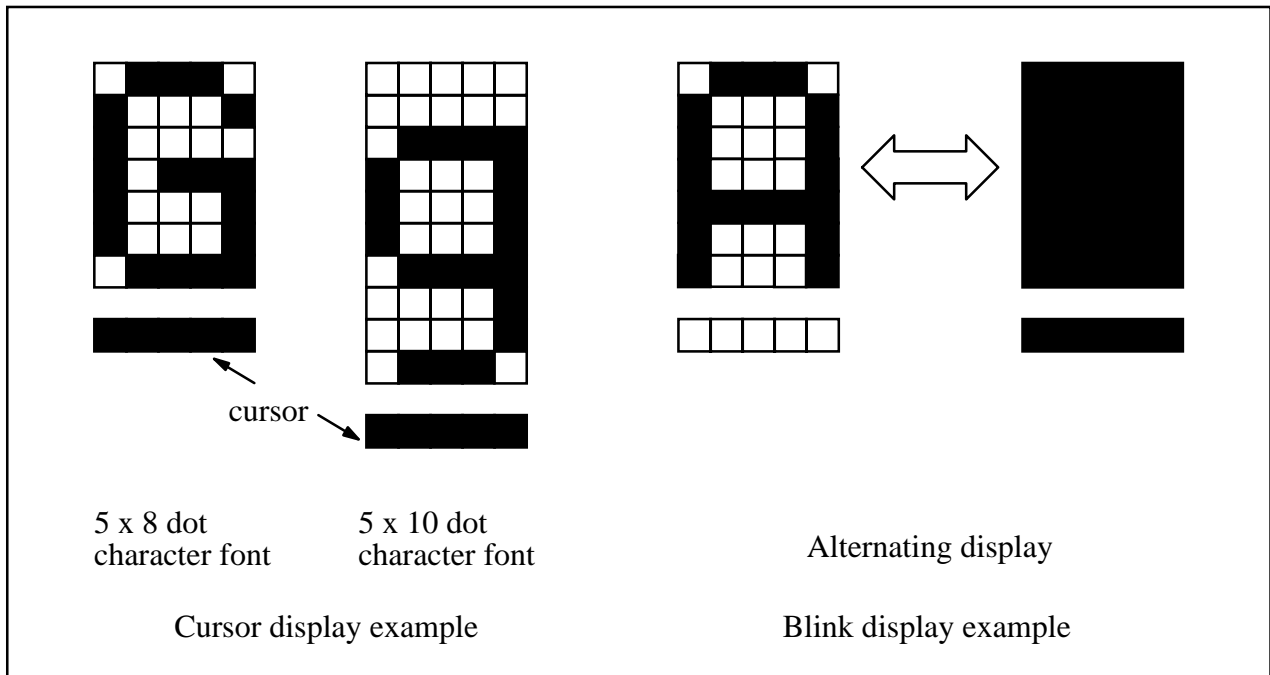 cursor
5 x 8 dot
character font
5 x 10 dot
character font
Alternating display
Cursor display example
Blink display example